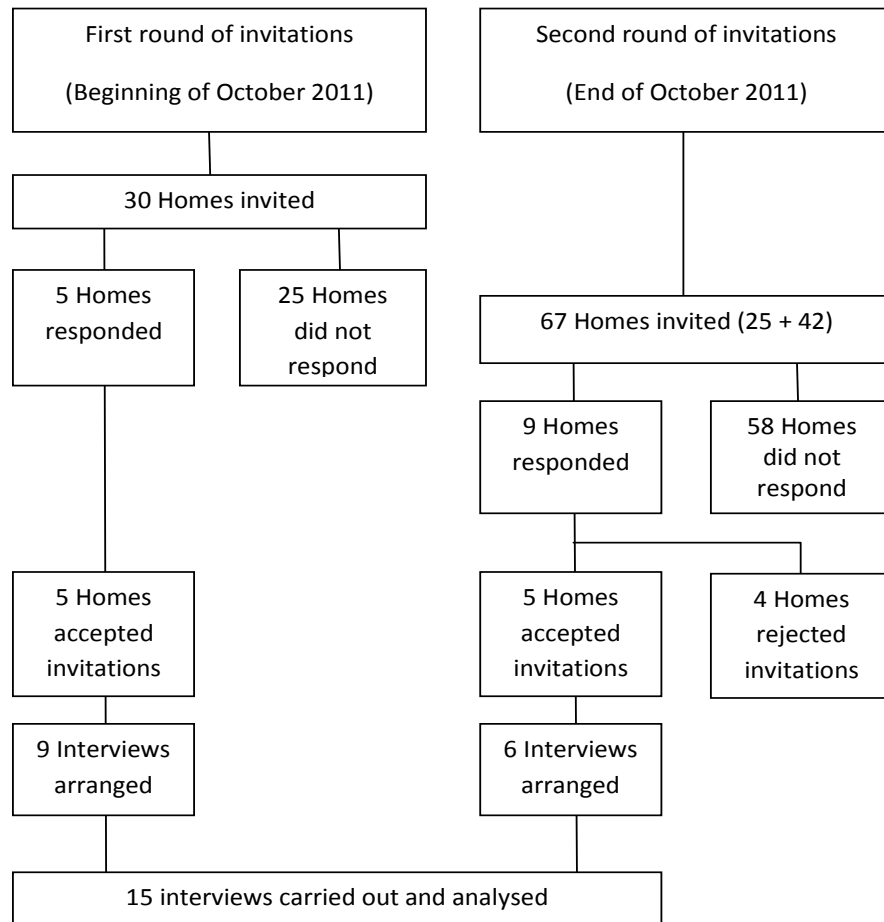 First round of invitations
(Beginning of October 2011)
30 Homes invited
5 Homes
responded
25 Homes
did not
respond
5 Homes
accepted
invitations
9 Interviews
arranged
Second round of invitations
(End of October 2011)
67 Homes invited (25 + 42)
9 Homes
responded
58 Homes
did not
respond
5 Homes
accepted
invitations
4 Homes
rejected
invitations
6 Interviews
arranged
15 interviews carried out and analysed